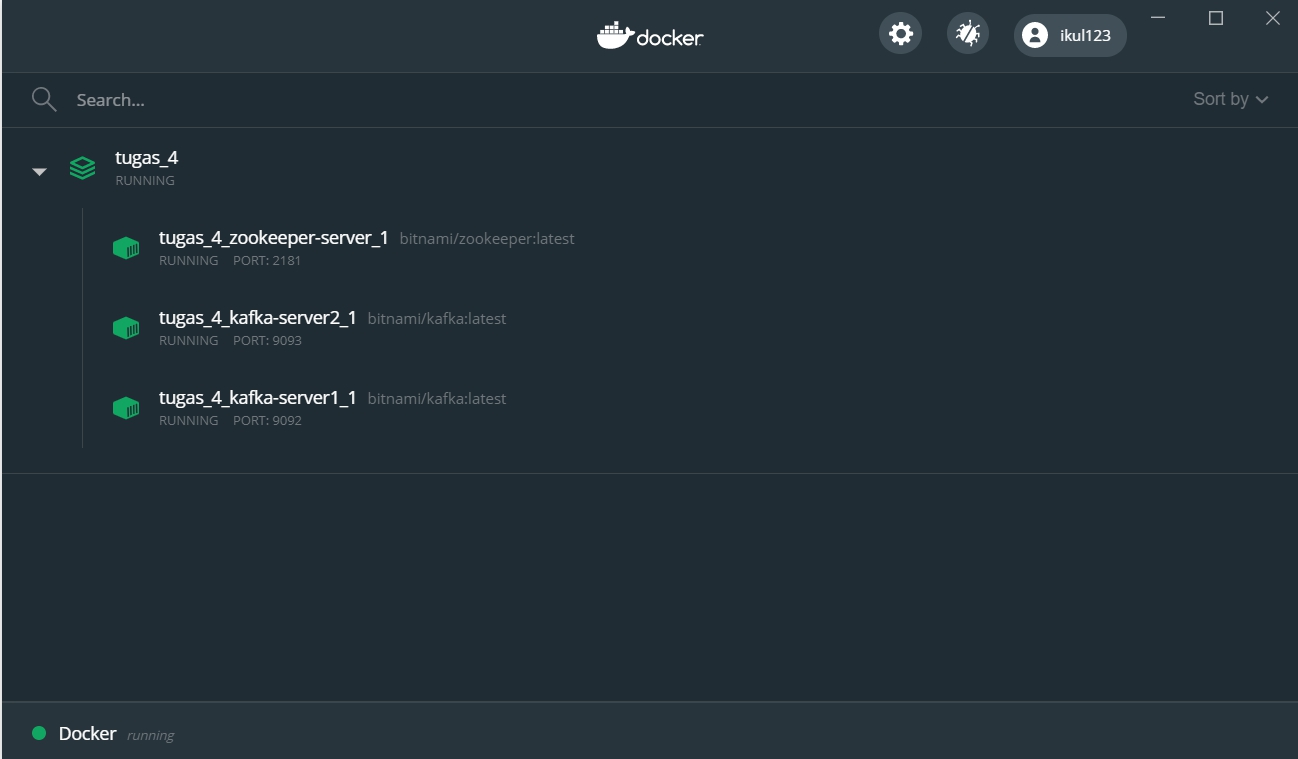 docker
ikul123
Search...
Sort by
tugas_4
RUNNING
tugas_4_zookeeper-server_1 bitnami/zookeeper:latest
RUNNING PORT: 2181
tugas_4_kafka-server2_1 bitnami/kafka:latest
RUNNING PORT: 9093
tugas_4_kafka-server1_1 bitnami/kafka:latest
RUNNING PORT: 9092
Docker running